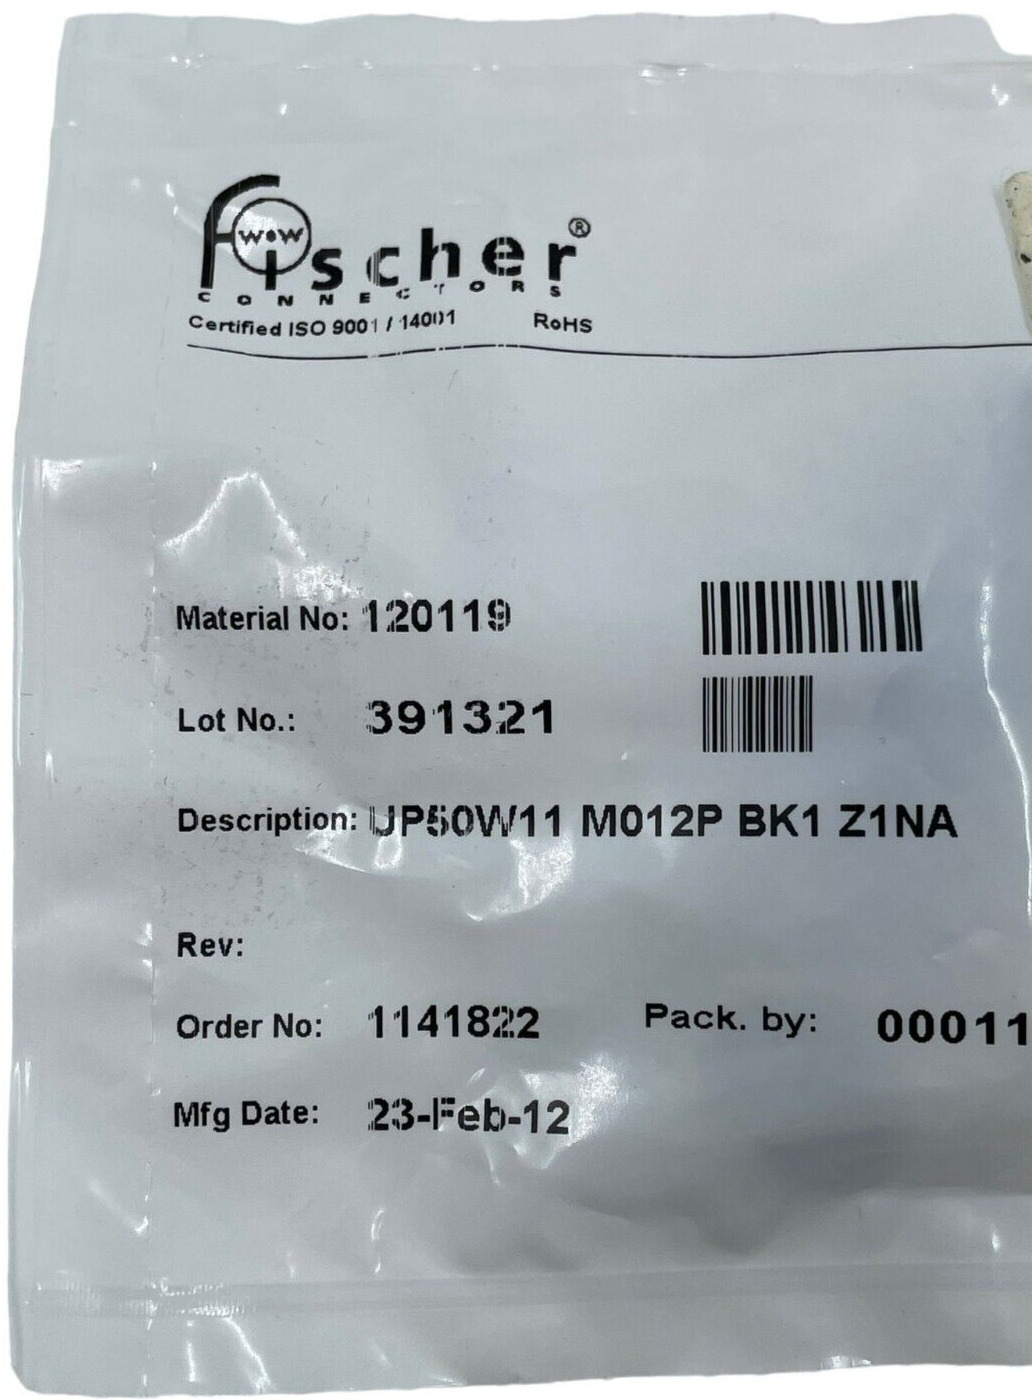 Fischer®
CONNECTORS
Certified ISO 9001 / 14001 RoHS
Material No: 120119
Lot No.: 391321
Description: UP50W11 M012P BK1 Z1NA
Rev:
Order No: 1141822 Pack. by: 00011
Mfg Date: 23-Feb-12